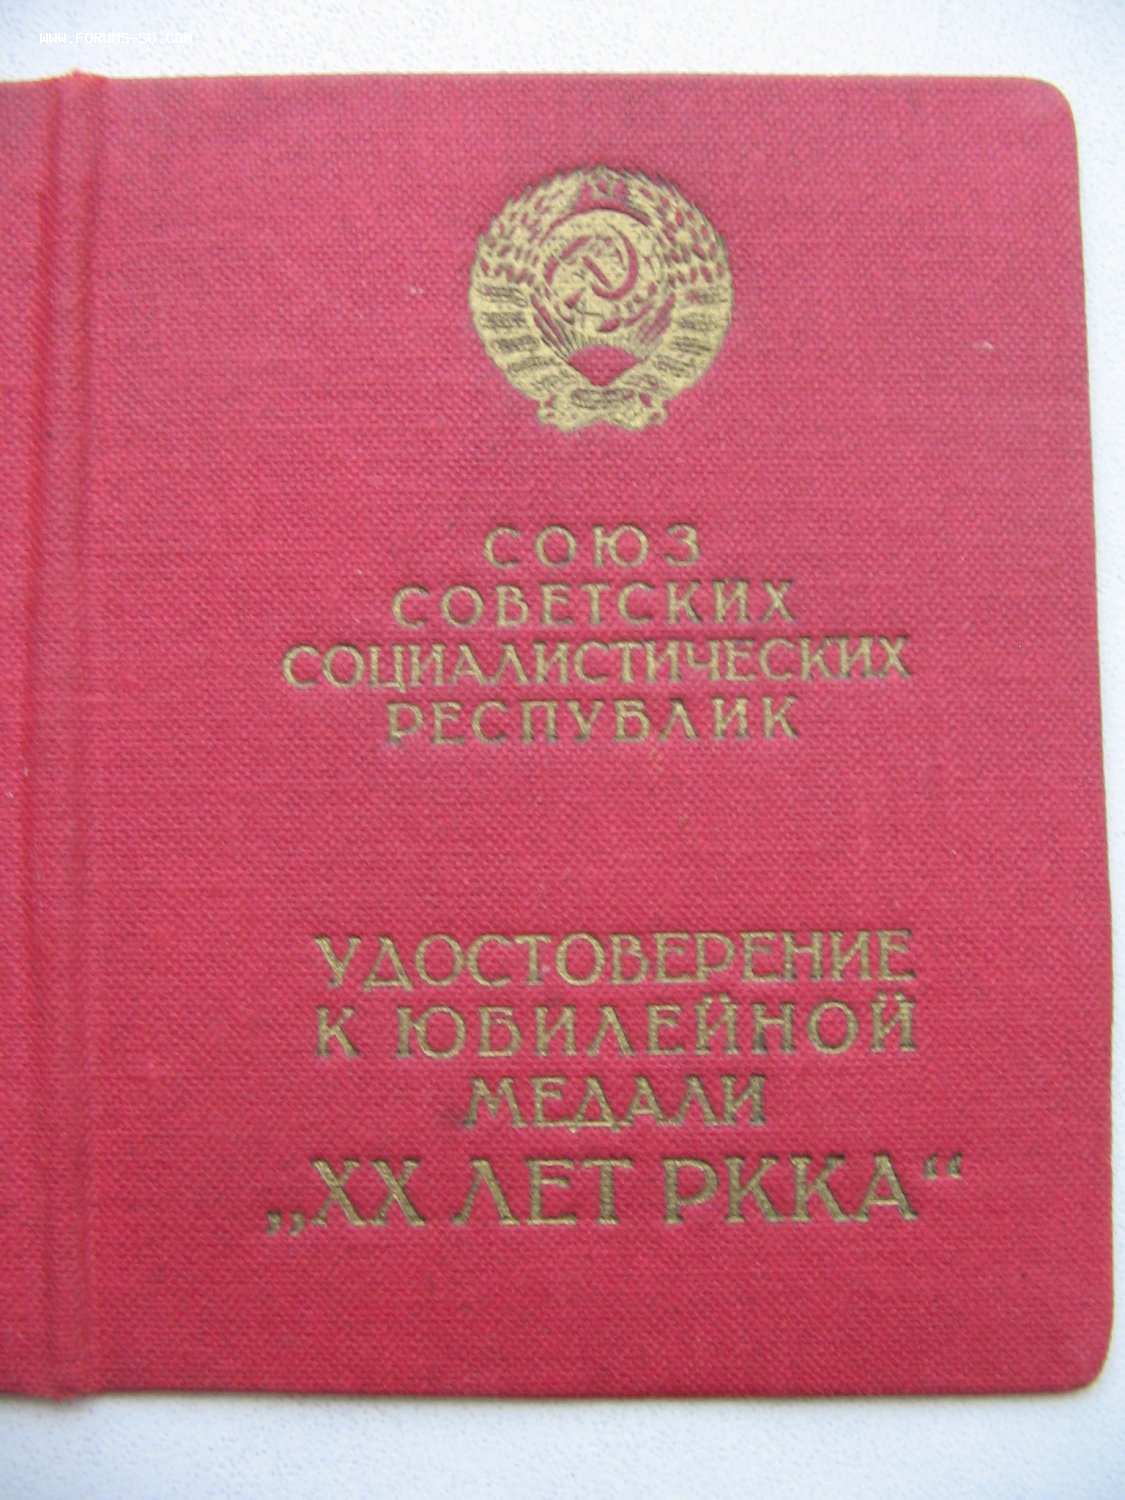 WWW.FORUMS-SU.COM
СОЮЗ
СОВЕТСКИХ
СОЦИАЛИСТИЧЕСКИХ
РЕСПУБЛИК
УДОСТОВЕРЕНИЕ
К ЮБИЛЕЙНОЙ
МЕДАЛИ
„XX ЛЕТ РККА“